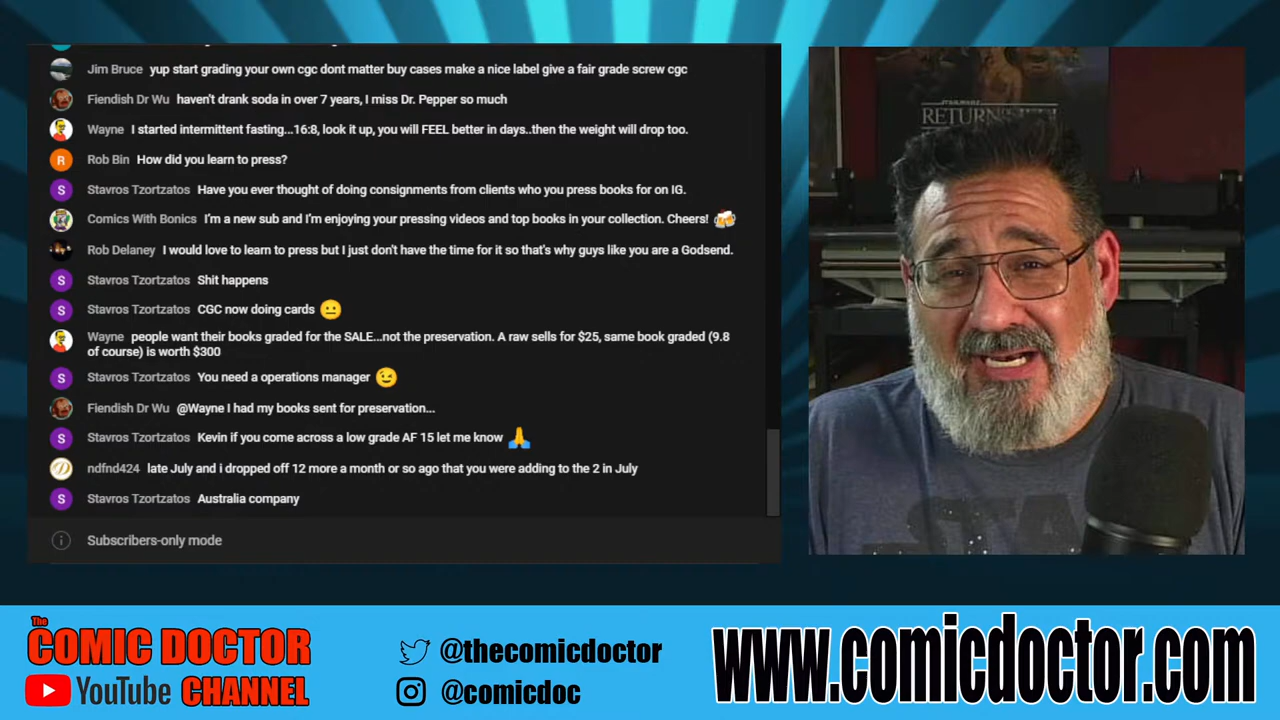 Jim Bruce yup start grading your own cgc dont matter buy cases make a nice label give a fair grade screw cgc
Fiendish Dr Wu haven't drank soda in over 7 years, I miss Dr. Pepper so much
Wayne I started intermittent fasting...16:8, look it up, you will FEEL better in days..then the weight will drop too.
R Rob Bin How did you learn to press?
S Stavros Tzortzatos Have you ever thought of doing consignments from clients who you press books for on IG.
Comics With Bonics I'm a new sub and I'm enjoying your pressing videos and top books in your collection. Cheers! 🍻
Rob Delaney I would love to learn to press but I just don't have the time for it so that's why guys like you are a Godsend.
S Stavros Tzortzatos Shit happens
S Stavros Tzortzatos CGC now doing cards 😐
Wayne people want their books graded for the SALE...not the preservation. A raw sells for $25, same book graded (9.8
of course) is worth $300
S Stavros Tzortzatos You need a operations manager 😉
Fiendish Dr Wu @Wayne I had my books sent for preservation...
S Stavros Tzortzatos Kevin if you come across a low grade AF 15 let me know 🙏
ndfnd424 late July and i dropped off 12 more a month or so ago that you were adding to the 2 in July
S Stavros Tzortzatos Australia company
Subscribers-only mode
STAR WARS
RETURN
STA
The
COMIC DOCTOR
YouTube CHANNEL
@thecomicdoctor
@comicdoc
www.comicdoctor.com